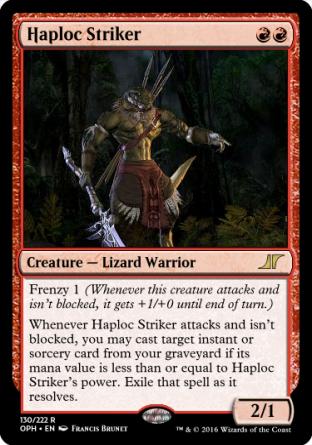 Haploc Striker
Creature — Lizard Warrior
Frenzy 1 (Whenever this creature attacks and
isn't blocked, it gets +1/+0 until end of turn.)
Whenever Haploc Striker attacks and isn't
blocked, you may cast target instant or
sorcery card from your graveyard if its
mana value is less than or equal to Haploc
Striker's power. Exile that spell as it
resolves.
2/1
130/222 R
OPH • EN Francis Brunet
™ & © 2016 Wizards of the Coast